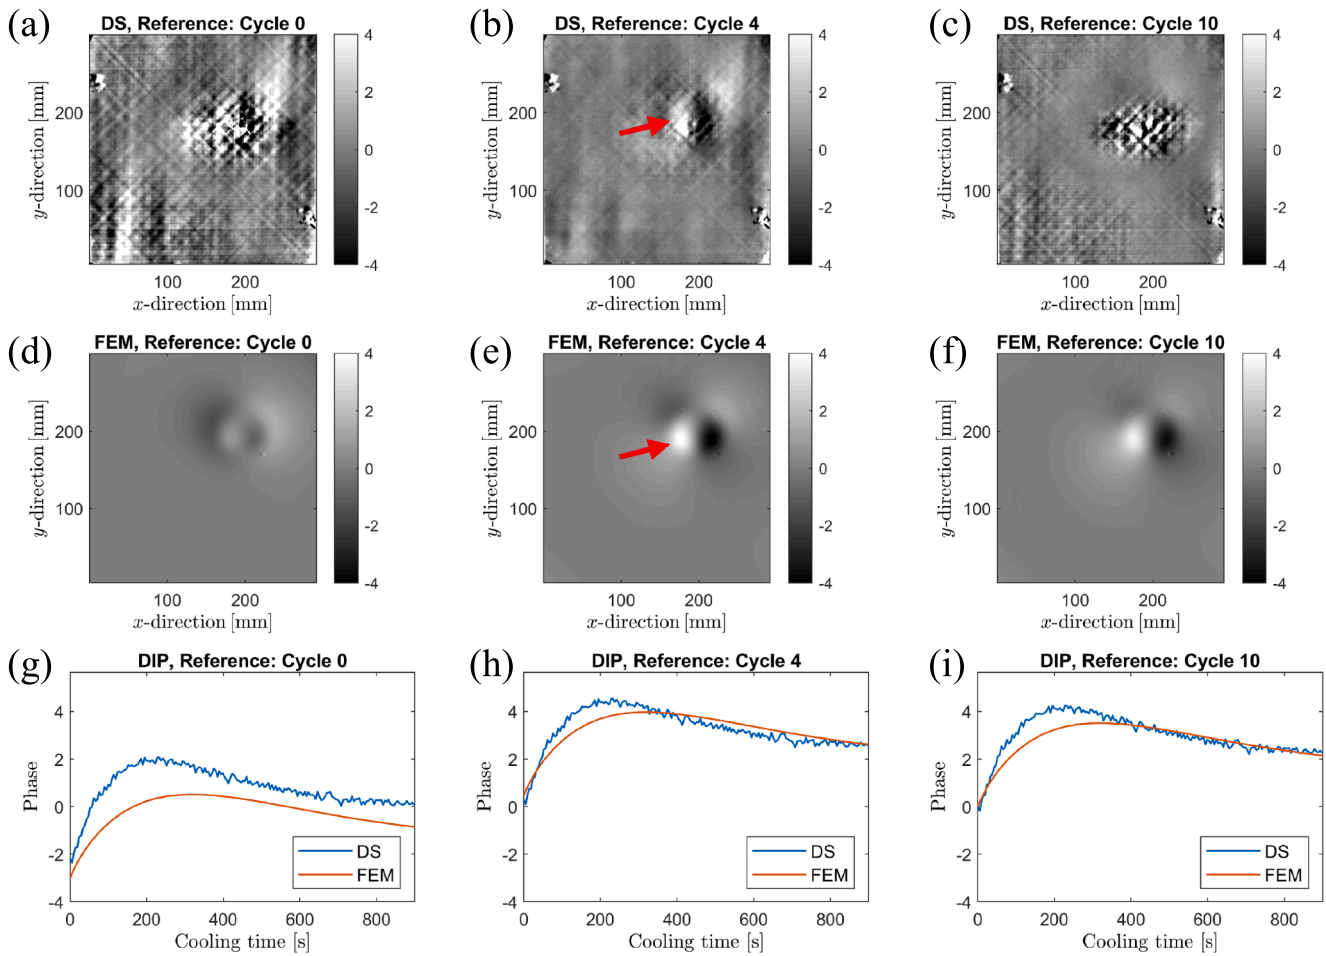 (a) DS, Reference: Cycle 0
4
2
0
-2
-4
200
100
y-direction [mm]
100 200
x-direction [mm]
(b) DS, Reference: Cycle 4
4
2
0
-2
-4
200
100
y-direction [mm]
100 200
x-direction [mm]
(c) DS, Reference: Cycle 10
4
2
0
-2
-4
200
100
y-direction [mm]
100 200
x-direction [mm]
(d) FEM, Reference: Cycle 0
4
2
0
-2
-4
200
100
y-direction [mm]
100 200
x-direction [mm]
(e) FEM, Reference: Cycle 4
4
2
0
-2
-4
200
100
y-direction [mm]
100 200
x-direction [mm]
(f) FEM, Reference: Cycle 10
4
2
0
-2
-4
200
100
y-direction [mm]
100 200
x-direction [mm]
(g) DIP, Reference: Cycle 0
4
2
0
-2
-4
Phase
DS
FEM
0 200 400 600 800
Cooling time [s]
(h) DIP, Reference: Cycle 4
4
2
0
-2
-4
Phase
DS
FEM
0 200 400 600 800
Cooling time [s]
(i) DIP, Reference: Cycle 10
4
2
0
-2
-4
Phase
DS
FEM
0 200 400 600 800
Cooling time [s]